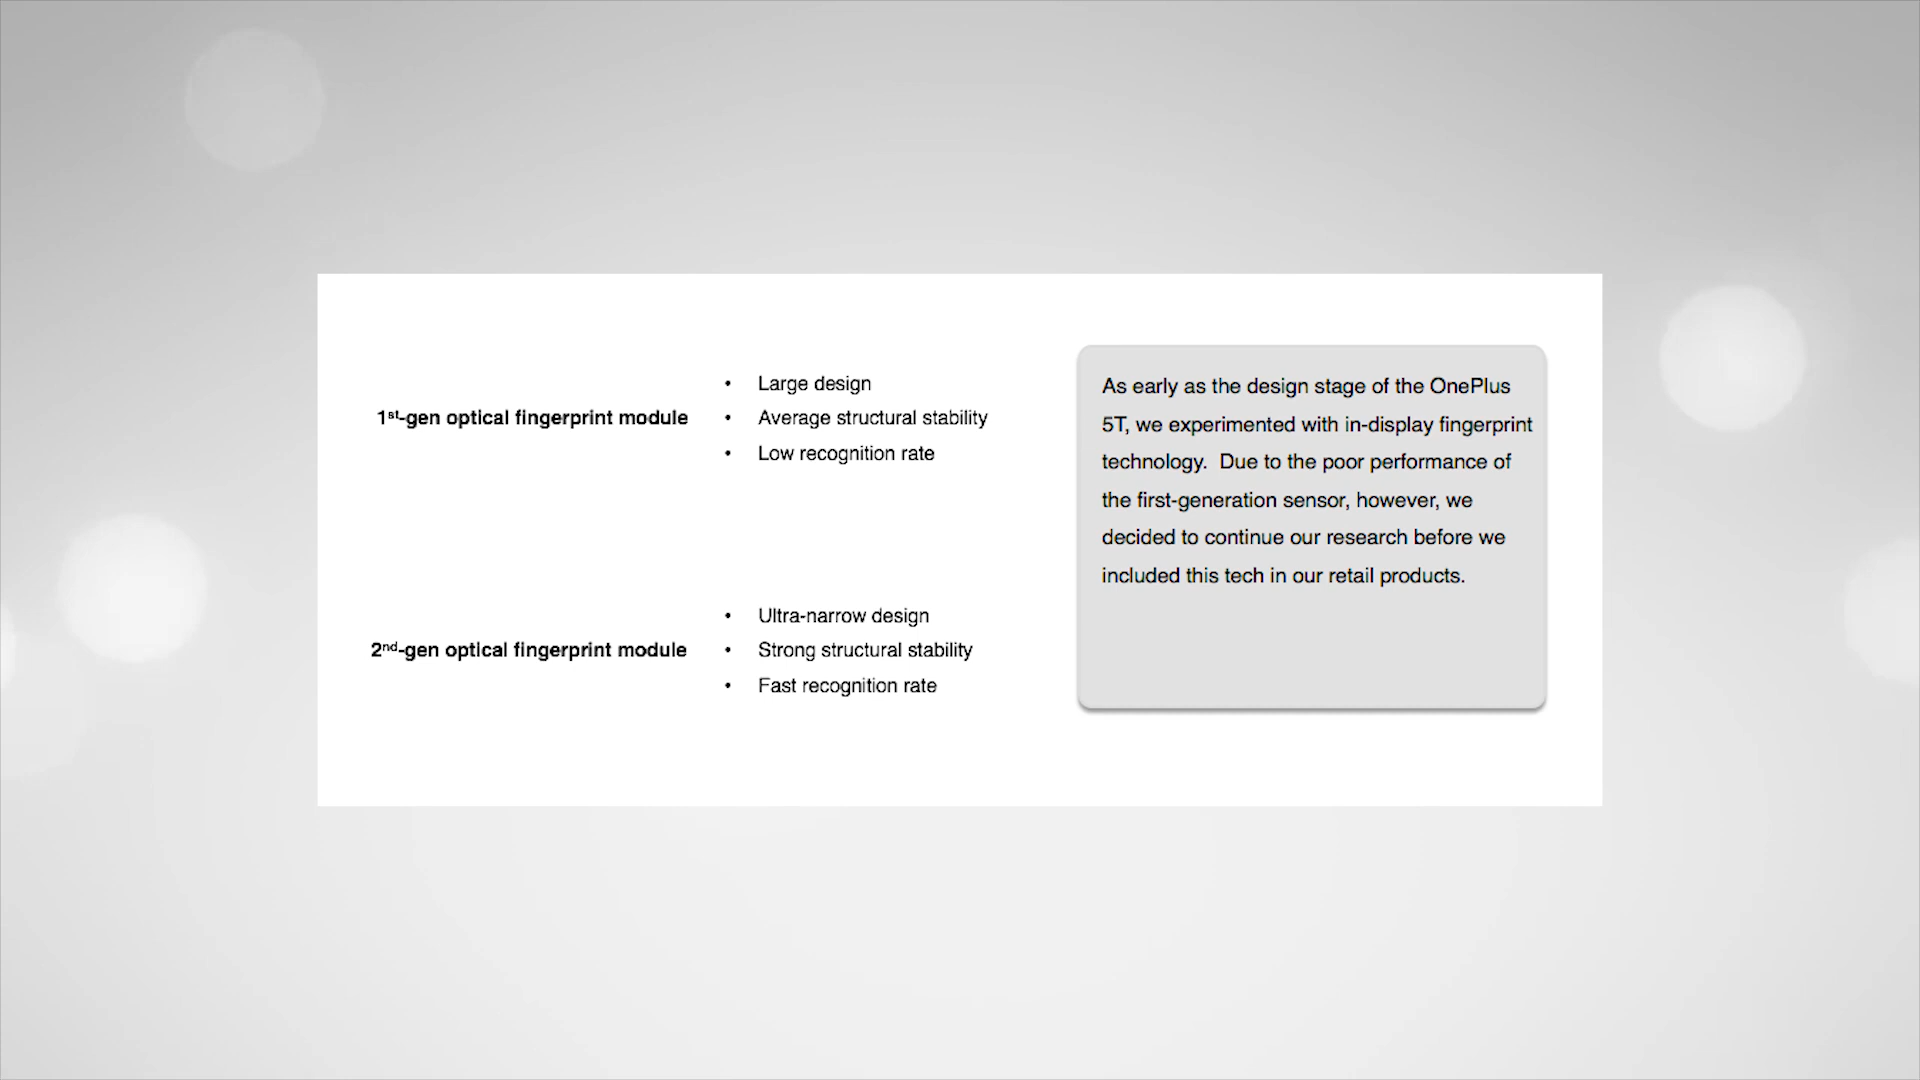 1st-gen optical fingerprint module
• Large design
• Average structural stability
• Low recognition rate
2nd-gen optical fingerprint module
• Ultra-narrow design
• Strong structural stability
• Fast recognition rate
As early as the design stage of the OnePlus
5T, we experimented with in-display fingerprint
technology.  Due to the poor performance of
the first-generation sensor, however, we
decided to continue our research before we
included this tech in our retail products.